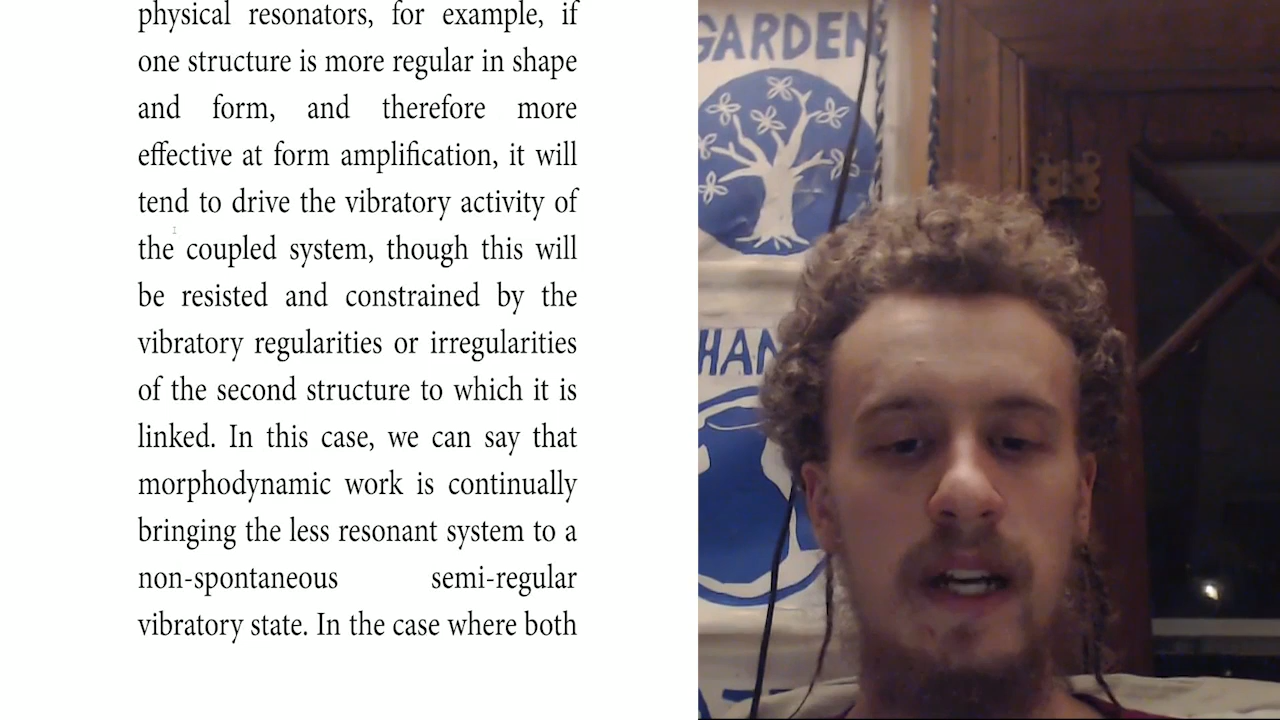 physical resonators, for example, if
one structure is more regular in shape
and form, and therefore more
effective at form amplification, it will
tend to drive the vibratory activity of
the coupled system, though this will
be resisted and constrained by the
vibratory regularities or irregularities
of the second structure to which it is
linked. In this case, we can say that
morphodynamic work is continually
bringing the less resonant system to a
non-spontaneous semi-regular
vibratory state. In the case where both
GARDEN